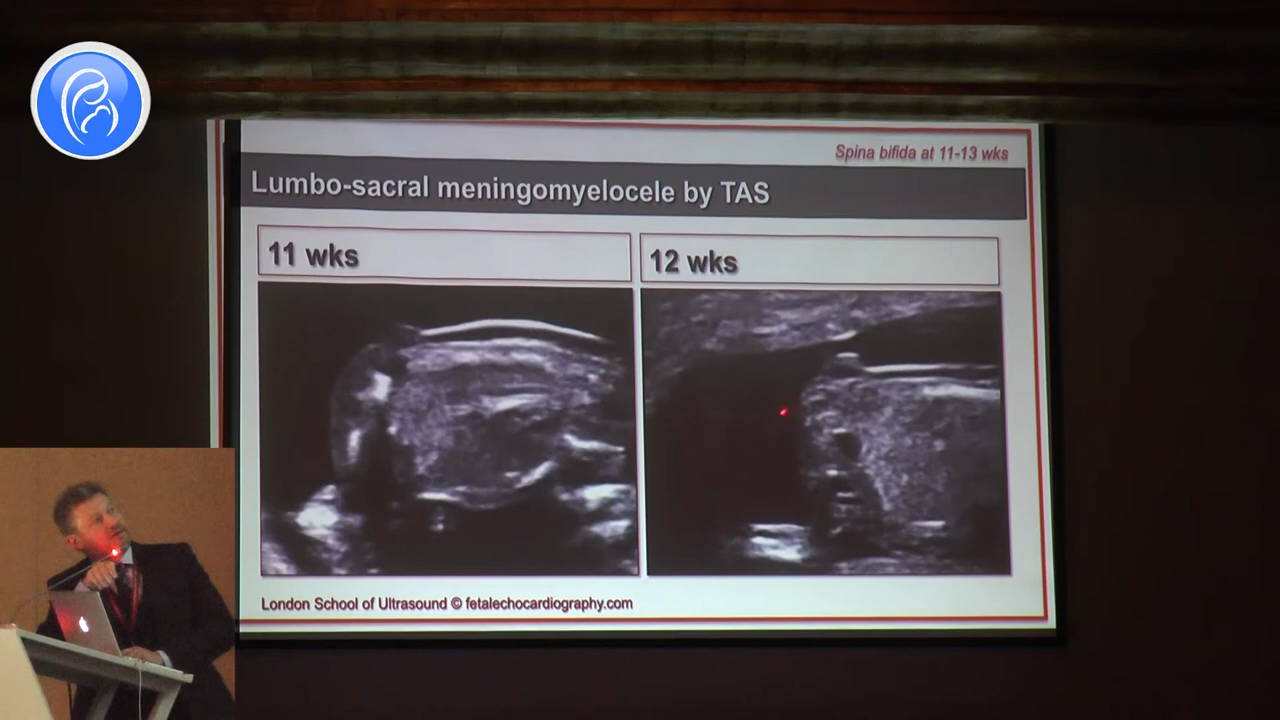 Spina bifida at 11-13 wks
Lumbo-sacral meningomyelocele by TAS
11 wks
12 wks
London School of Ultrasound © fetalechocardiography.com